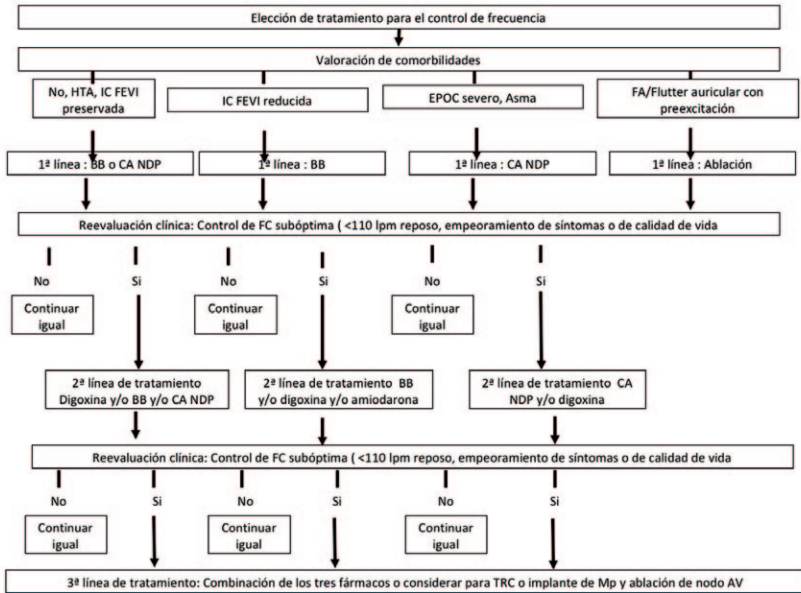 Elección de tratamiento para el control de frecuencia
Valoración de comorbilidades
No, HTA, IC FEVI
preservada
IC FEVI reducida
EPOC severo, Asma
FA/Flutter auricular con
preexcitación
1ª línea : BB o CA NDP
1ª línea : BB
1ª línea : CA NDP
1ª línea : Ablación
Reevaluación clínica: Control de FC subóptima ( <110 lpm reposo, empeoramiento de síntomas o de calidad de vida
No
Si
No
Si
No
Si
Continuar
igual
Continuar
igual
Continuar
igual
2ª línea de tratamiento
Digoxina y/o BB y/o CA NDP
2ª línea de tratamiento BB
y/o digoxina y/o amiodarona
2ª línea de tratamiento CA
NDP y/o digoxina
Reevaluación clínica: Control de FC subóptima ( <110 lpm reposo, empeoramiento de síntomas o de calidad de vida
No
Si
No
Si
No
Si
Continuar
igual
Continuar
igual
Continuar
igual
3ª línea de tratamiento: Combinación de los tres fármacos o considerar para TRC o implante de Mp y ablación de nodo AV